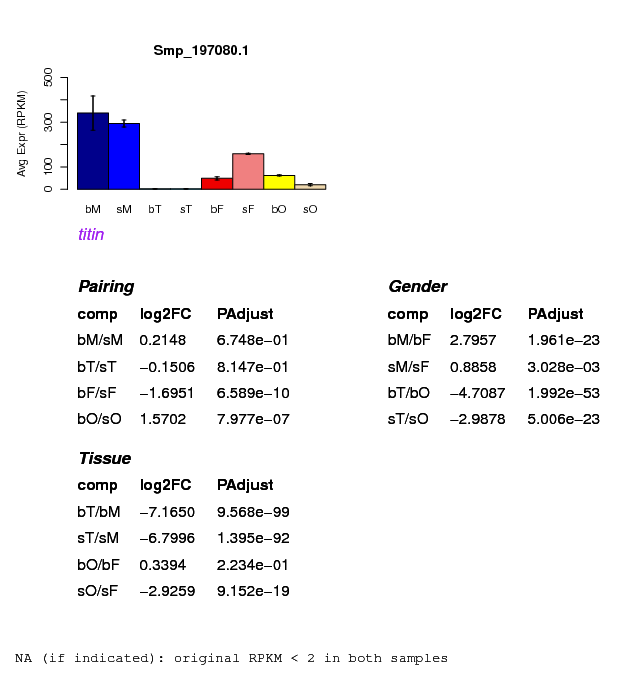 Smp_197080.1
Avg Expr (RPKM)
500
300
100
0
bM sM bT sT bF sF bO sO
titin
Pairing
comp log2FC PAdjust
bM/sM 0.2148 6.748e−01
bT/sT −0.1506 8.147e−01
bF/sF −1.6951 6.589e−10
bO/sO 1.5702 7.977e−07
Gender
comp log2FC PAdjust
bM/bF 2.7957 1.961e−23
sM/sF 0.8858 3.028e−03
bT/bO −4.7087 1.992e−53
sT/sO −2.9878 5.006e−23
Tissue
comp log2FC PAdjust
bT/bM −7.1650 9.568e−99
sT/sM −6.7996 1.395e−92
bO/bF 0.3394 2.234e−01
sO/sF −2.9259 9.152e−19
NA (if indicated): original RPKM < 2 in both samples